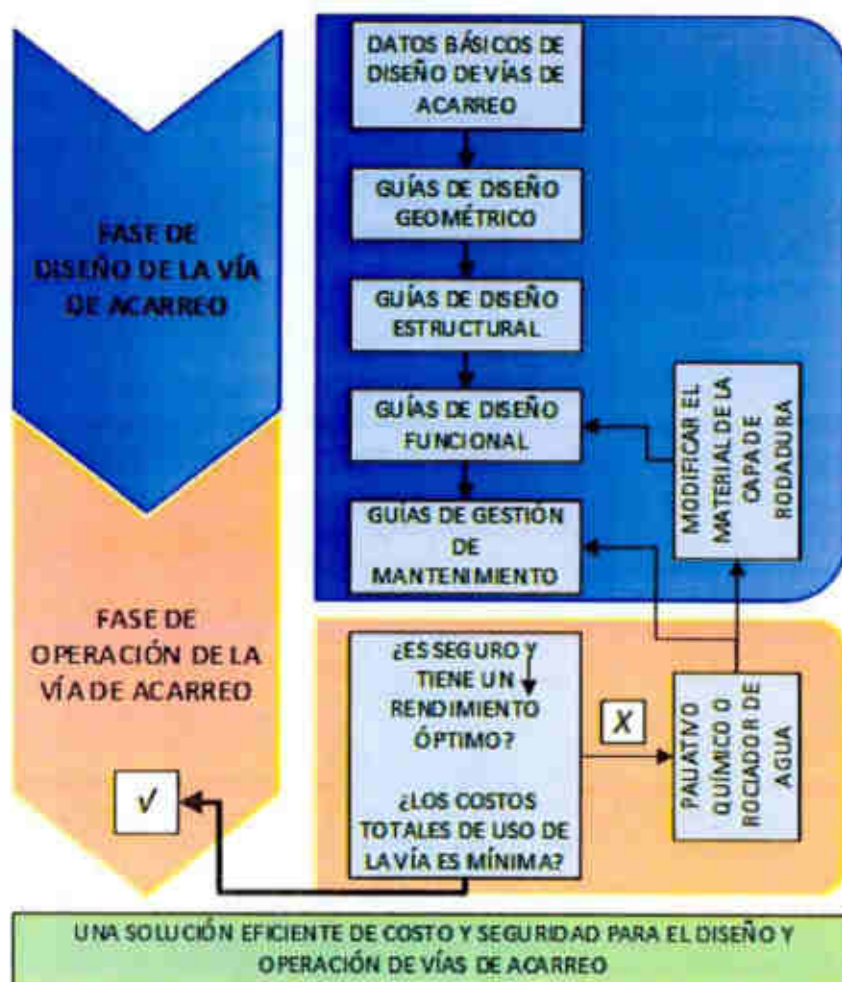 DATOS BÁSICOS DE
DISEÑO DE VÍAS DE
ACARREO
GUÍAS DE DISEÑO
GEOMÉTRICO
GUÍAS DE DISEÑO
ESTRUCTURAL
GUÍAS DE DISEÑO
FUNCIONAL
GUÍAS DE GESTIÓN
DE
MANTENIMIENTO
MODIFICAR EL
MATERIAL DE LA
CAPA DE
RODADURA
FASE DE
DISEÑO DE LA VÍA
DE ACARREO
FASE DE
OPERACIÓN DE LA
VÍA DE ACARREO
√
¿ES SEGURO Y
TIENE UN
RENDIMIENTO
ÓPTIMO?
¿LOS COSTOS
TOTALES DE USO DE
LA VÍA ES MÍNIMA?
X
PALIATIVO
QUÍMICO O
ROCIADOR DE
AGUA
UNA SOLUCIÓN EFICIENTE DE COSTO Y SEGURIDAD PARA EL DISEÑO Y
OPERACIÓN DE VÍAS DE ACARREO